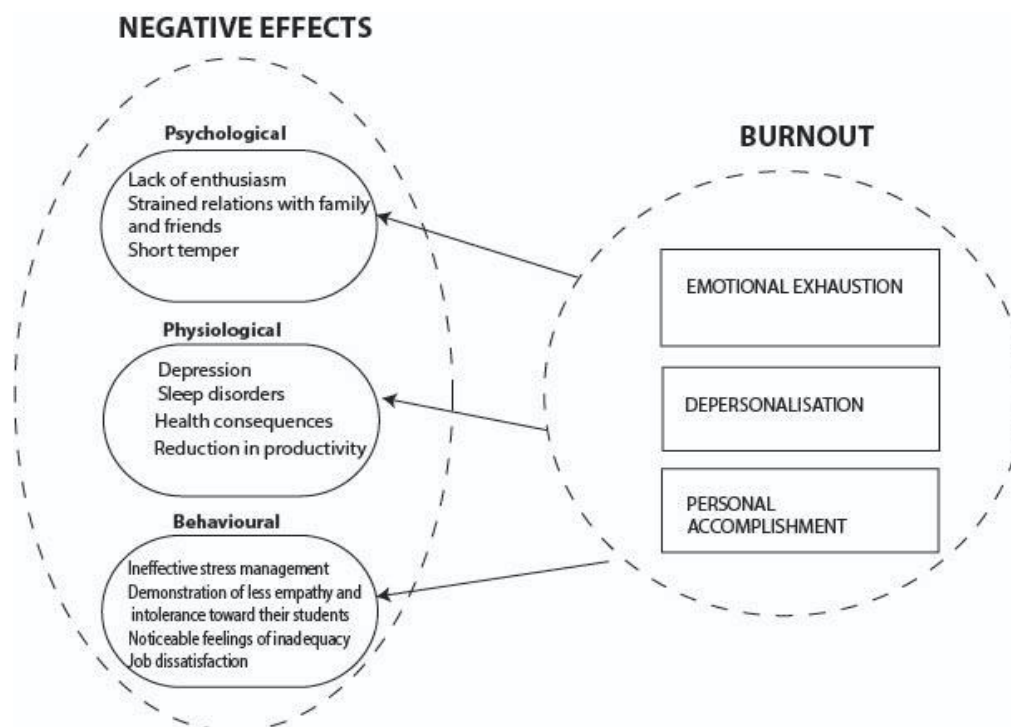 NEGATIVE EFFECTS
Psychological
Lack of enthusiasm
Strained relations with family
and friends
Short temper
Physiological
Depression
Sleep disorders
Health consequences
Reduction in productivity
Behavioural
Ineffective stress management
Demonstration of less empathy and
intolerance toward their students
Noticeable feelings of inadequacy
Job dissatisfaction
BURNOUT
EMOTIONAL EXHAUSTION
DEPERSONALISATION
PERSONAL
ACCOMPLISHMENT